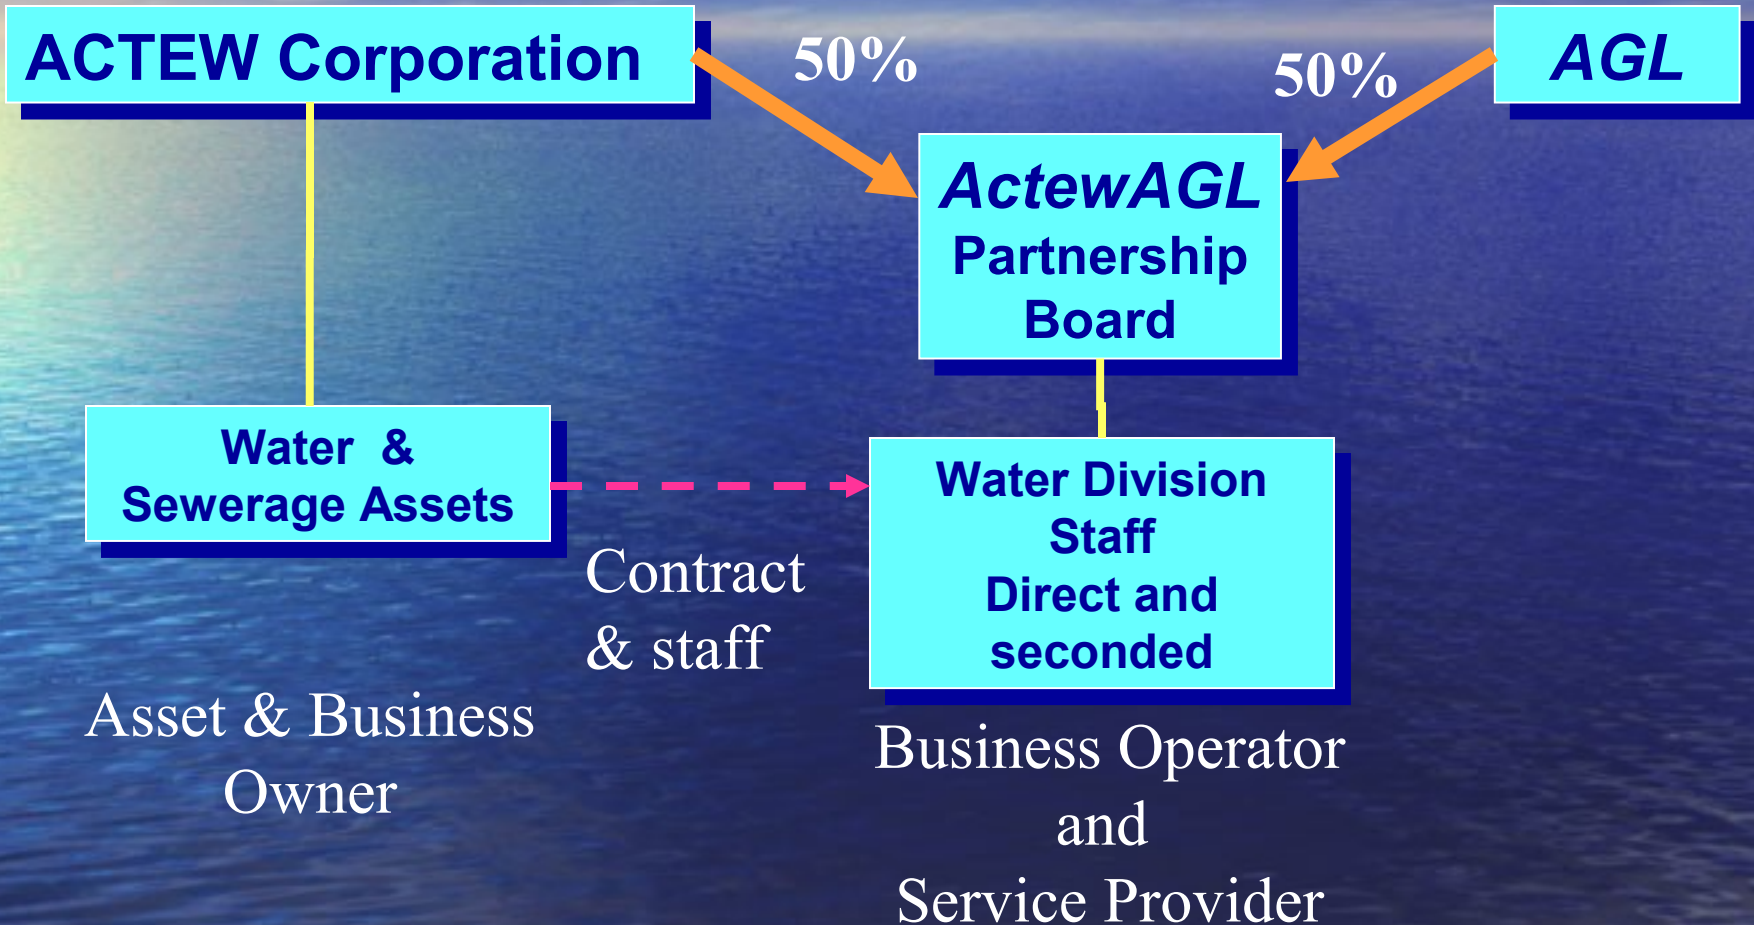 ACTEW Corporation
50%
50%
AGL
ActewAGL
Partnership
Board
Water &
Sewerage Assets
Water Division
Staff
Direct and
seconded
Contract
& staff
Asset & Business
Owner
Business Operator
and
Service Provider